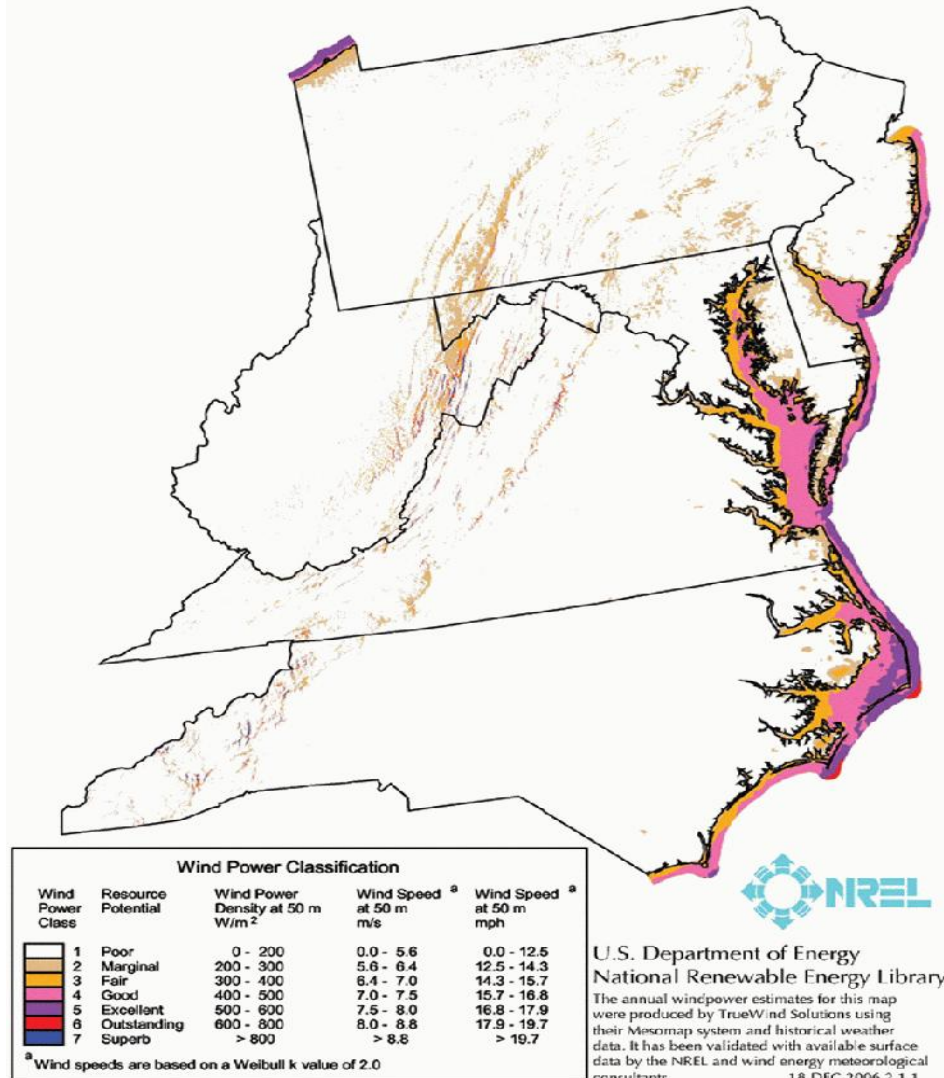 Wind Power Classification
Wind Power Class Resource Potential Wind Power Density at 50 m W/m² Wind Speed ᵃ at 50 m m/s Wind Speed ᵃ at 50 m mph
1 Poor 0 - 200 0.0 - 5.6 0.0 - 12.5
2 Marginal 200 - 300 5.6 - 6.4 12.5 - 14.3
3 Fair 300 - 400 6.4 - 7.0 14.3 - 15.7
4 Good 400 - 500 7.0 - 7.5 15.7 - 16.8
5 Excellent 500 - 600 7.5 - 8.0 16.8 - 17.9
6 Outstanding 600 - 800 8.0 - 8.8 17.9 - 19.7
7 Superb > 800 > 8.8 > 19.7
ᵃ Wind speeds are based on a Weibull k value of 2.0
NREL
U.S. Department of Energy
National Renewable Energy Library
The annual windpower estimates for this map
were produced by TrueWind Solutions using
their Mesomap system and historical weather
data. It has been validated with available surface
data by the NREL and wind energy meteorological
consultants 18 DEC 2006 2.1.1